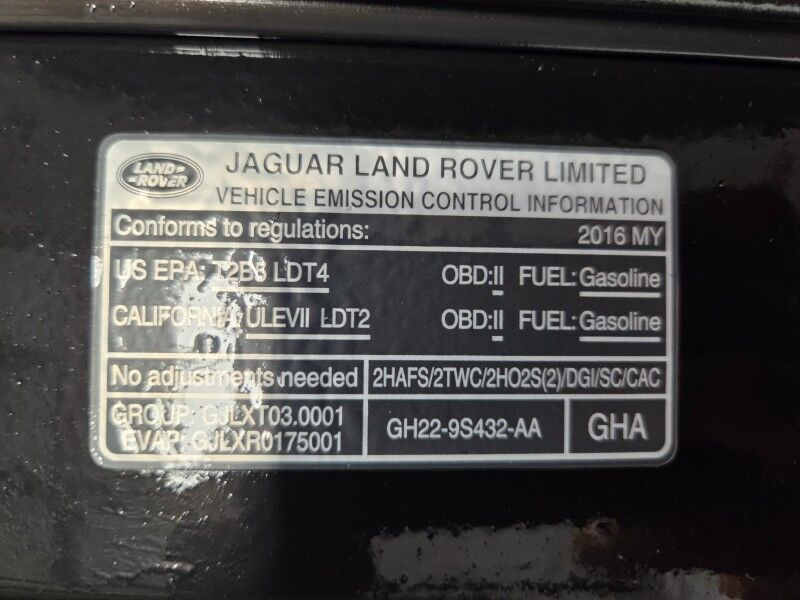 LAND
ROVER
JAGUAR LAND ROVER LIMITED
VEHICLE EMISSION CONTROL INFORMATION
Conforms to regulations: 2016 MY
US EPA: T2B5 LDT4 OBD:II FUEL: Gasoline
CALIFORNIA: ULEVII LDT2 OBD:II FUEL: Gasoline
No adjustments needed 2HAFS/2TWC/2HO2S(2)/DGI/SC/CAC
GROUP: GJLXT03.0001
EVAP: GJLXR0175001
GH22-9S432-AA GHA